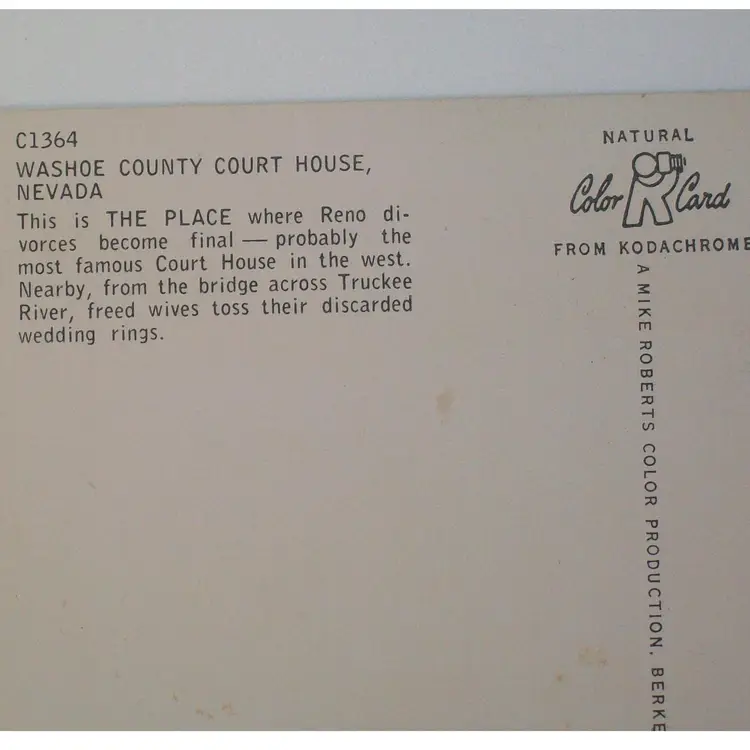 C1364
WASHOE COUNTY COURT HOUSE,
NEVADA
This is THE PLACE where Reno di-
vorces become final — probably the
most famous Court House in the west.
Nearby, from the bridge across Truckee
River, freed wives toss their discarded
wedding rings.
NATURAL
Color Card
FROM KODACHROME
A MIKE ROBERTS COLOR PRODUCTION. BERKE